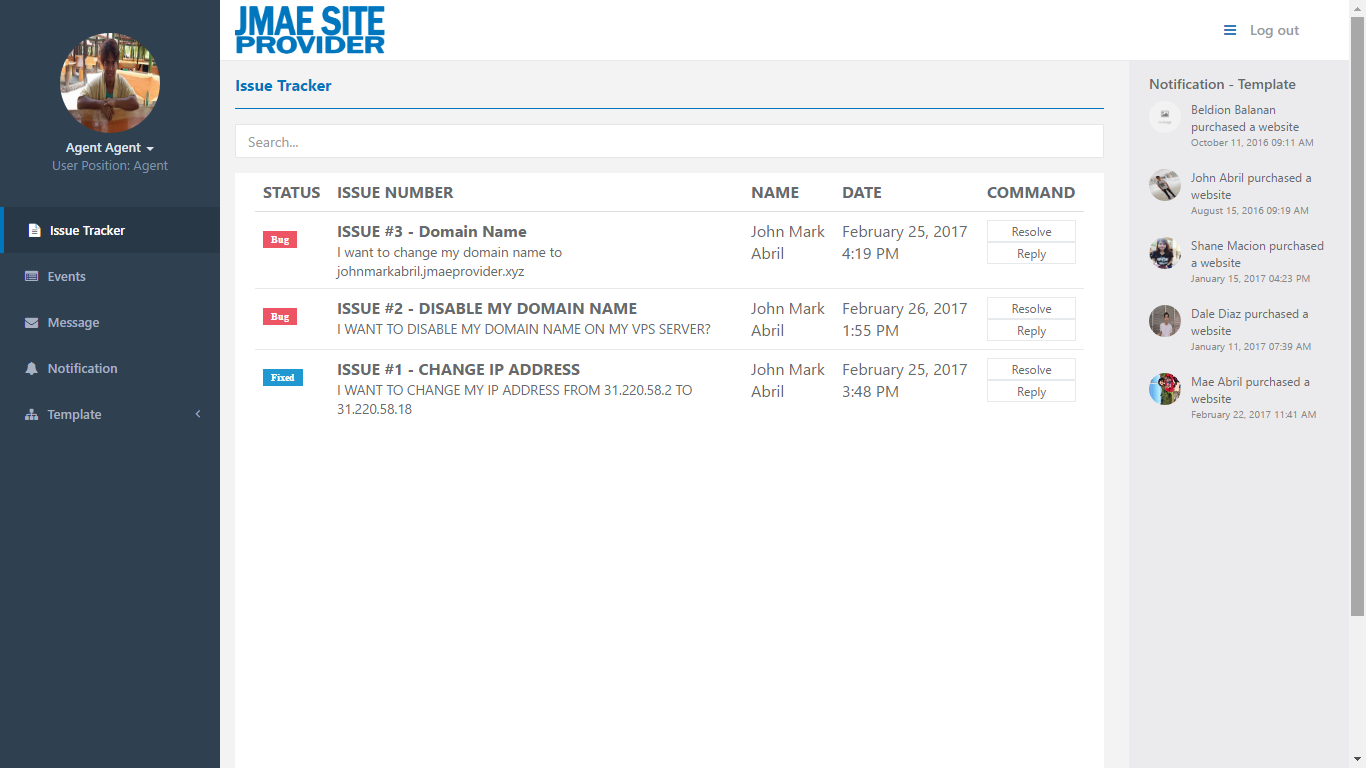 JMAE SITE
PROVIDER
Log out
Agent Agent
User Position: Agent
Issue Tracker
Events
Message
Notification
Template
Issue Tracker
Search...
STATUS ISSUE NUMBER NAME DATE COMMAND
Bug
ISSUE #3 - Domain Name
I want to change my domain name to
johnmarkabril.jmaeprovider.xyz
John Mark
Abril
February 25, 2017
4:19 PM
Resolve
Reply
Bug
ISSUE #2 - DISABLE MY DOMAIN NAME
I WANT TO DISABLE MY DOMAIN NAME ON MY VPS SERVER?
John Mark
Abril
February 26, 2017
1:55 PM
Resolve
Reply
Fixed
ISSUE #1 - CHANGE IP ADDRESS
I WANT TO CHANGE MY IP ADDRESS FROM 31.220.58.2 TO
31.220.58.18
John Mark
Abril
February 25, 2017
3:48 PM
Resolve
Reply
Notification - Template
Beldion Balanan
purchased a website
October 11, 2016 09:11 AM
John Abril purchased a
website
August 15, 2016 09:19 AM
Shane Macion purchased
a website
January 15, 2017 04:23 PM
Dale Diaz purchased a
website
January 11, 2017 07:39 AM
Mae Abril purchased a
website
February 22, 2017 11:41 AM